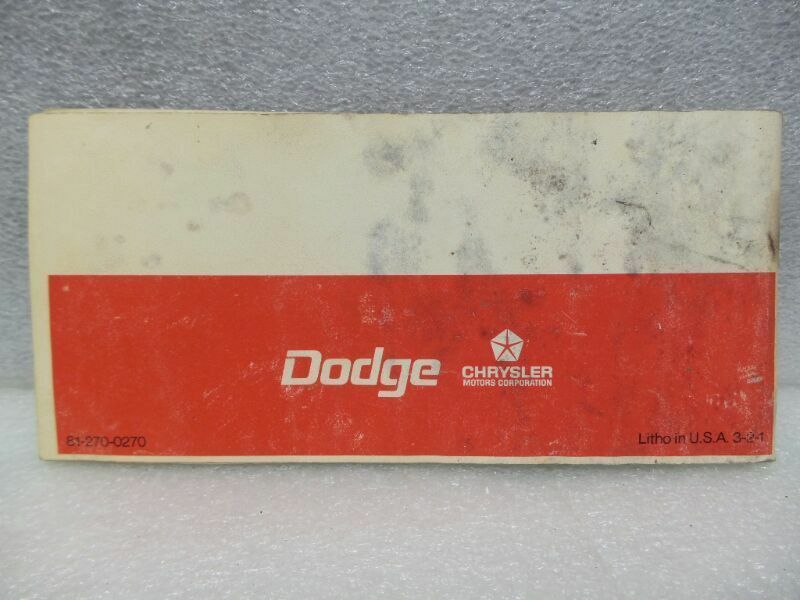 Dodge
CHRYSLER
MOTORS CORPORATION
81-270-0270
Litho in U.S.A. 3-2-1